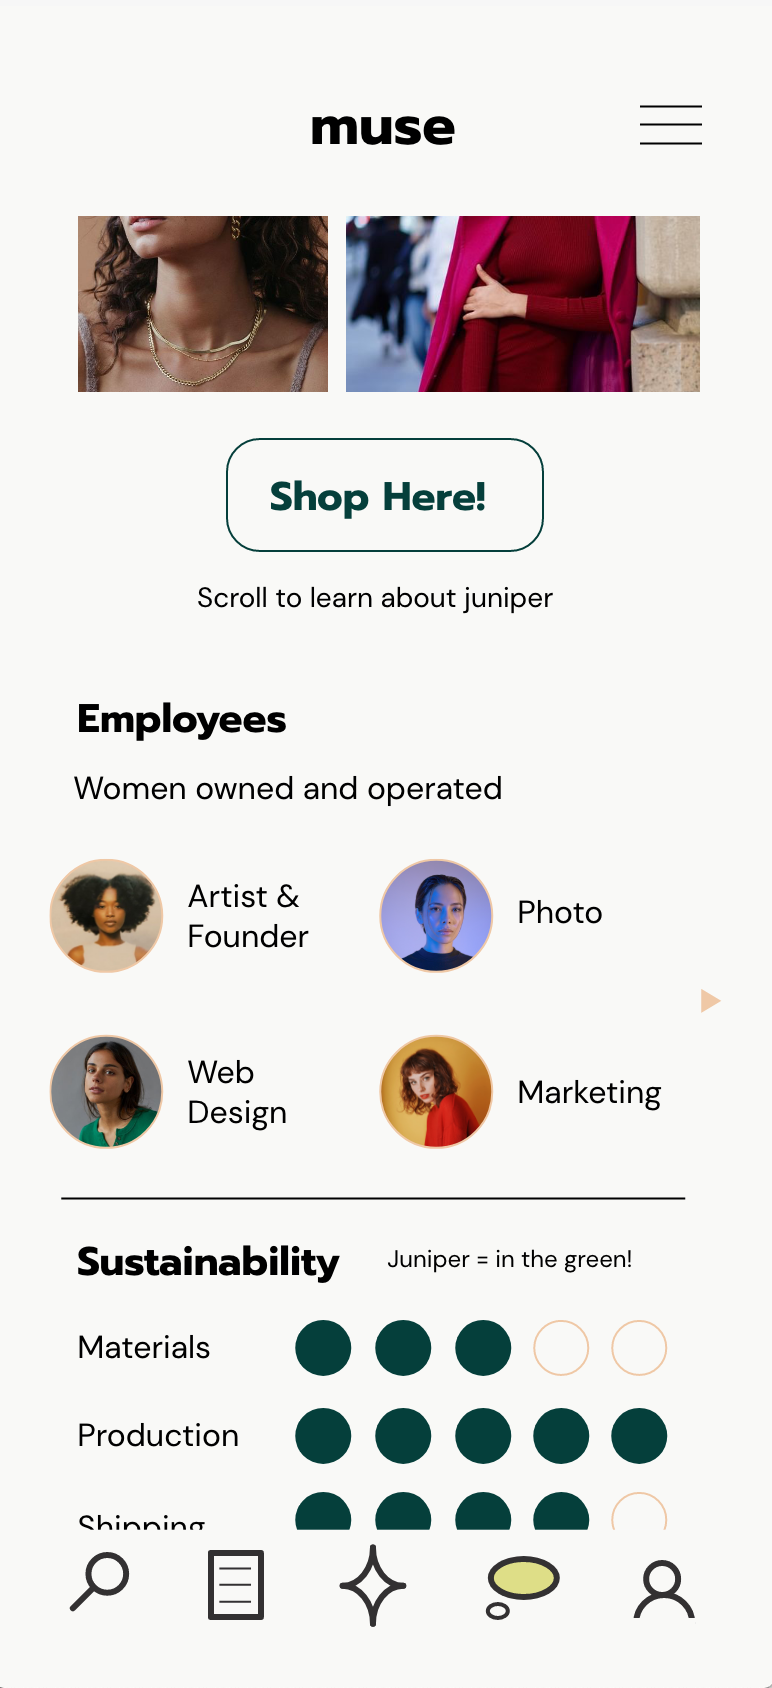 muse
Shop Here!
Scroll to learn about juniper
Employees
Women owned and operated
Artist &
Founder
Photo
Web
Design
Marketing
Sustainability
Juniper = in the green!
Materials
Production
Shipping